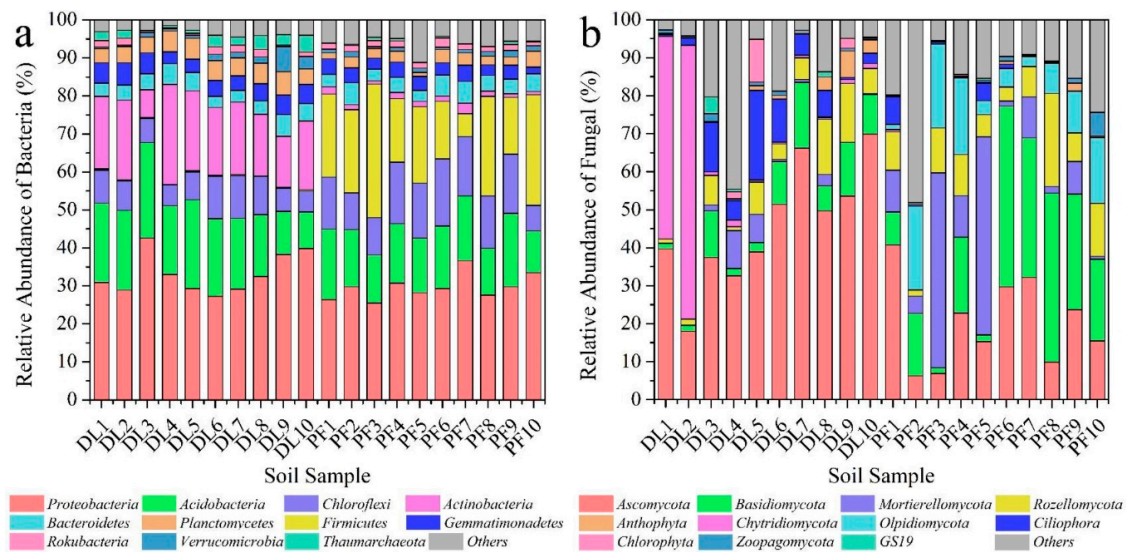 a
Relative Abundance of Bacteria (%)
100
90
80
70
60
50
40
30
20
10
0
DL1 DL2 DL3 DL4 DL5 DL6 DL7 DL8 DL9 DL10 PF1 PF2 PF3 PF4 PF5 PF6 PF7 PF8 PF9 PF10
Soil Sample
Proteobacteria Acidobacteria Chloroflexi Actinobacteria
Bacteroidetes Planctomycetes Firmicutes Gemmatimonadetes
Rokubacteria Verrucomicrobia Thaumarchaeota Others
b
Relative Abundance of Fungal (%)
100
90
80
70
60
50
40
30
20
10
0
DL1 DL2 DL3 DL4 DL5 DL6 DL7 DL8 DL9 DL10 PF1 PF2 PF3 PF4 PF5 PF6 PF7 PF8 PF9 PF10
Soil Sample
Ascomycota Basidiomycota Mortierellomycota Rozellomycota
Anthophyta Chytridiomycota Olpidiomycota Ciliophora
Chlorophyta Zoopagomycota GS19 Others